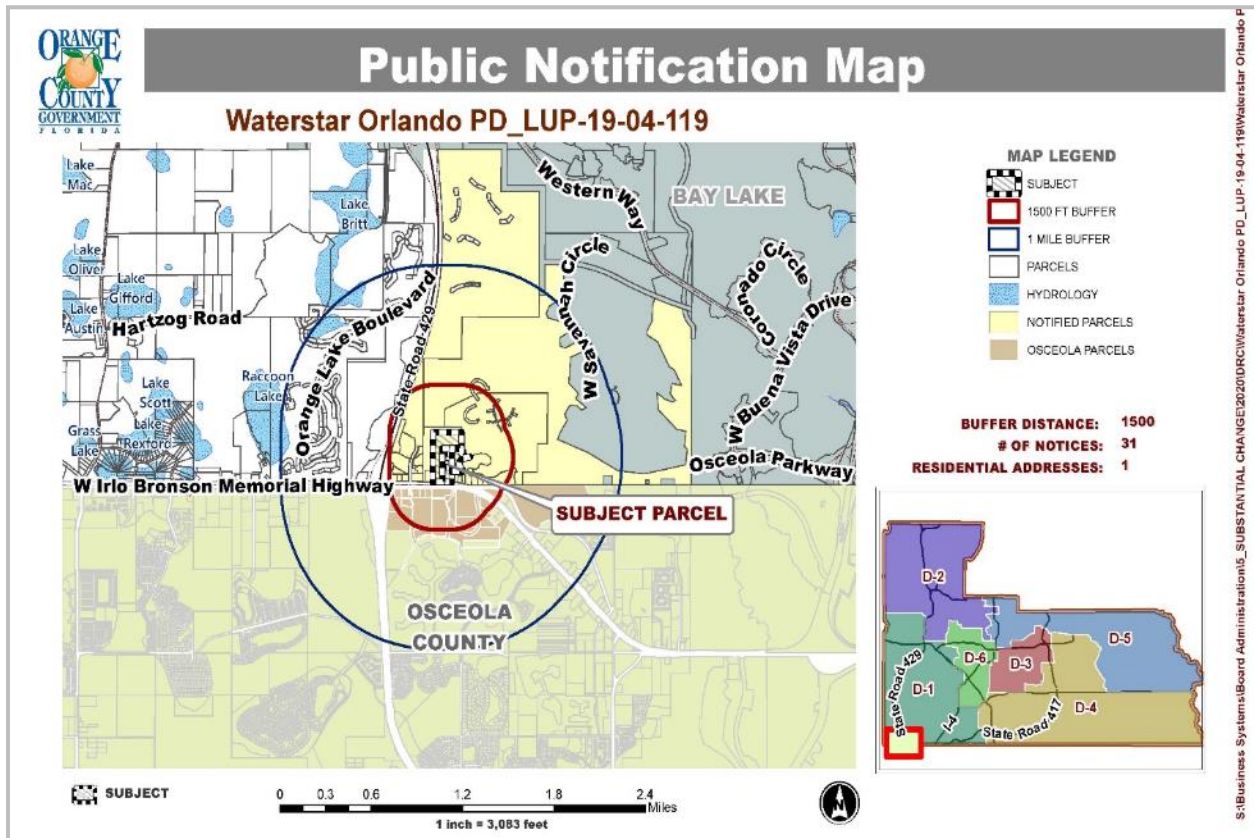 ORANGE
COUNTY
GOVERNMENT
FLORIDA
Public Notification Map
Waterstar Orlando PD_LUP-19-04-119
Lake
Mac
Lake
Britt
Lake
Oliver
Lake
Gifford
Lake
Austin
Hartzog Road
Orange Lake Boulevard
State Road 429
Raccoon
Lake
Lake
Scott
Lake
Rexford
Grass
Lake
W Irlo Bronson Memorial Highway
Western Way
BAY LAKE
W Savannah Circle
Coronado Circle
W Buena Vista Drive
Osceola Parkway
SUBJECT PARCEL
OSCEOLA
COUNTY
MAP LEGEND
SUBJECT
1500 FT BUFFER
1 MILE BUFFER
PARCELS
HYDROLOGY
NOTIFIED PARCELS
OSCEOLA PARCELS
BUFFER DISTANCE: 1500
# OF NOTICES: 31
RESIDENTIAL ADDRESSES: 1
D-2
D-5
D-6
D-3
D-1
D-4
State Road 429
I-4
State Road 417
SUBJECT
0 0.3 0.6 1.2 1.8 2.4
Miles
1 inch = 3,083 feet
N
S:\Business Systems\Board Administration\5_SUBSTANTIAL CHANGE\2020\DRC\Waterstar Orlando PD_LUP-19-04-119\Waterstar Orlando P